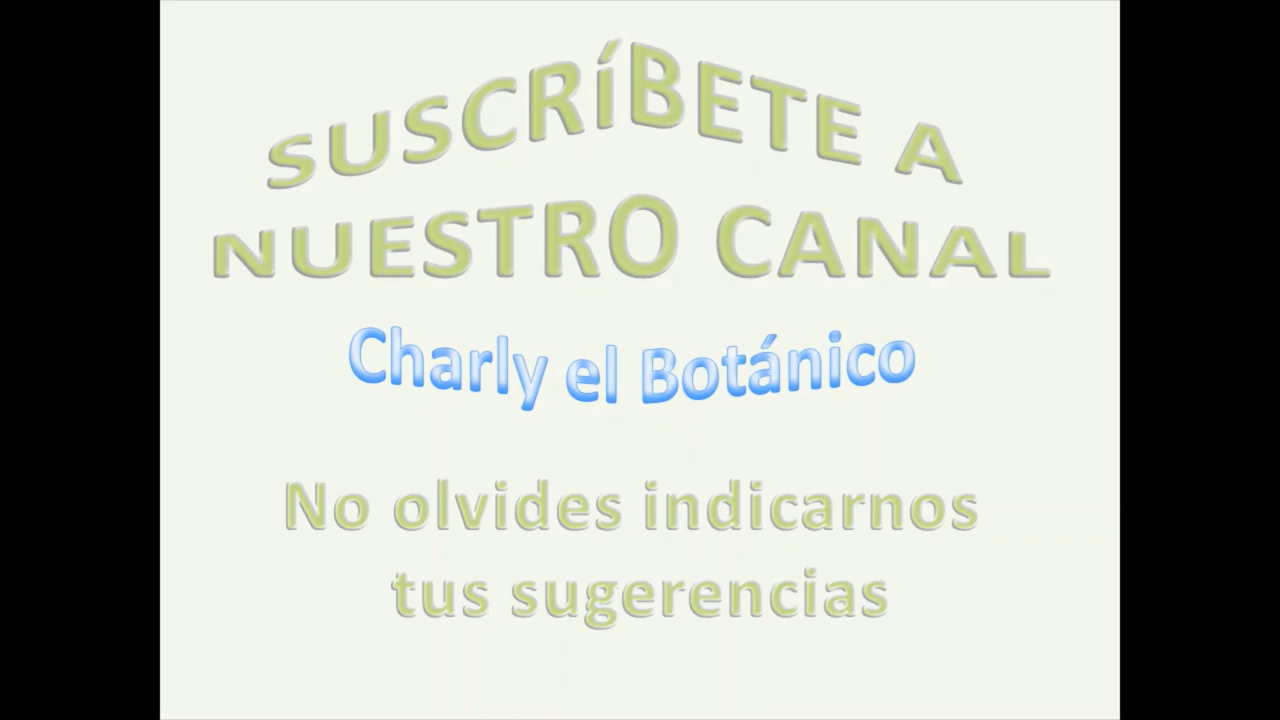 SUSCRÍBETE A
NUESTRO CANAL
Charly el Botánico
No olvides indicarnos
tus sugerencias